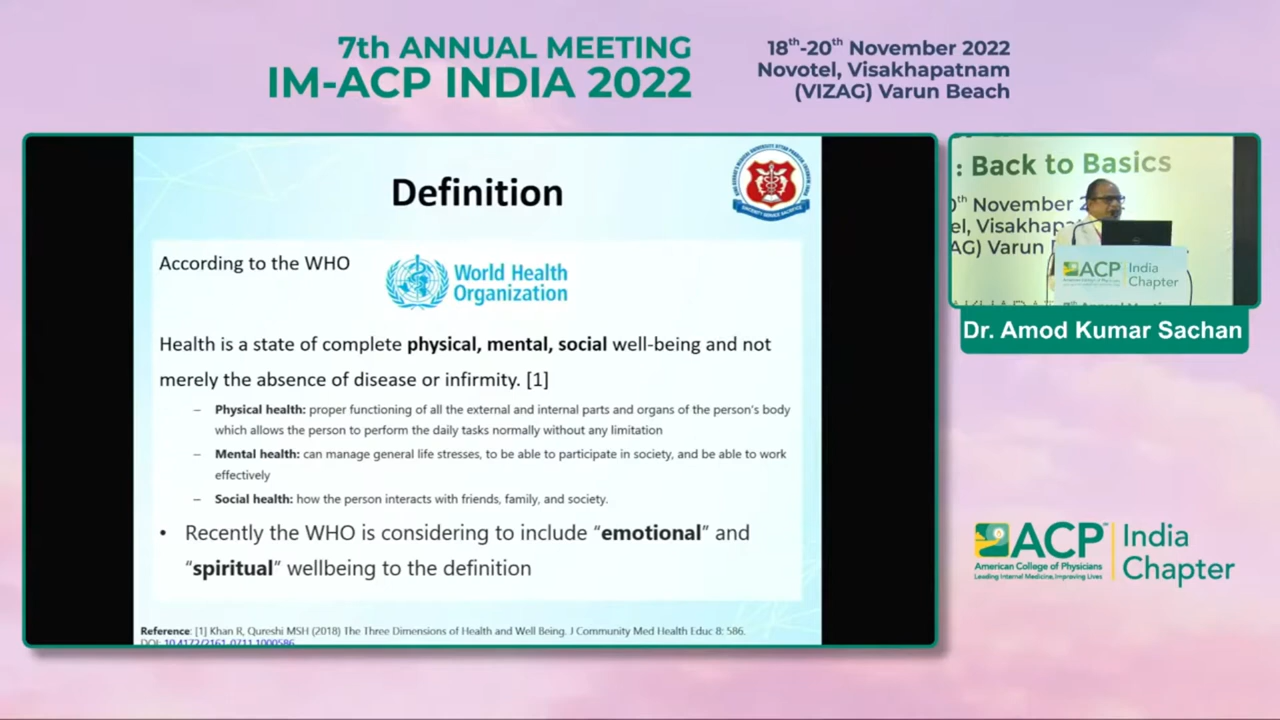 7th ANNUAL MEETING
IM-ACP INDIA 2022
18th-20th November 2022
Novotel, Visakhapatnam
(VIZAG) Varun Beach
Definition
According to the WHO
World Health
Organization
Health is a state of complete physical, mental, social well-being and not
merely the absence of disease or infirmity. [1]
– Physical health: proper functioning of all the external and internal parts and organs of the person's body
which allows the person to perform the daily tasks normally without any limitation
– Mental health: can manage general life stresses, to be able to participate in society, and be able to work
effectively
– Social health: how the person interacts with friends, family, and society.
• Recently the WHO is considering to include “emotional” and
“spiritual” wellbeing to the definition
Reference: [1] Khan R, Qureshi MSH (2018) The Three Dimensions of Health and Well Being. J Community Med Health Educ 8: 586.
DOI: 10.4172/2161-0711.1000586
: Back to Basics
November
Varun
ACP India
Chapter
Dr. Amod Kumar Sachan
ACP
American College of Physicians
Leading Internal Medicine, Improving Lives
India
Chapter